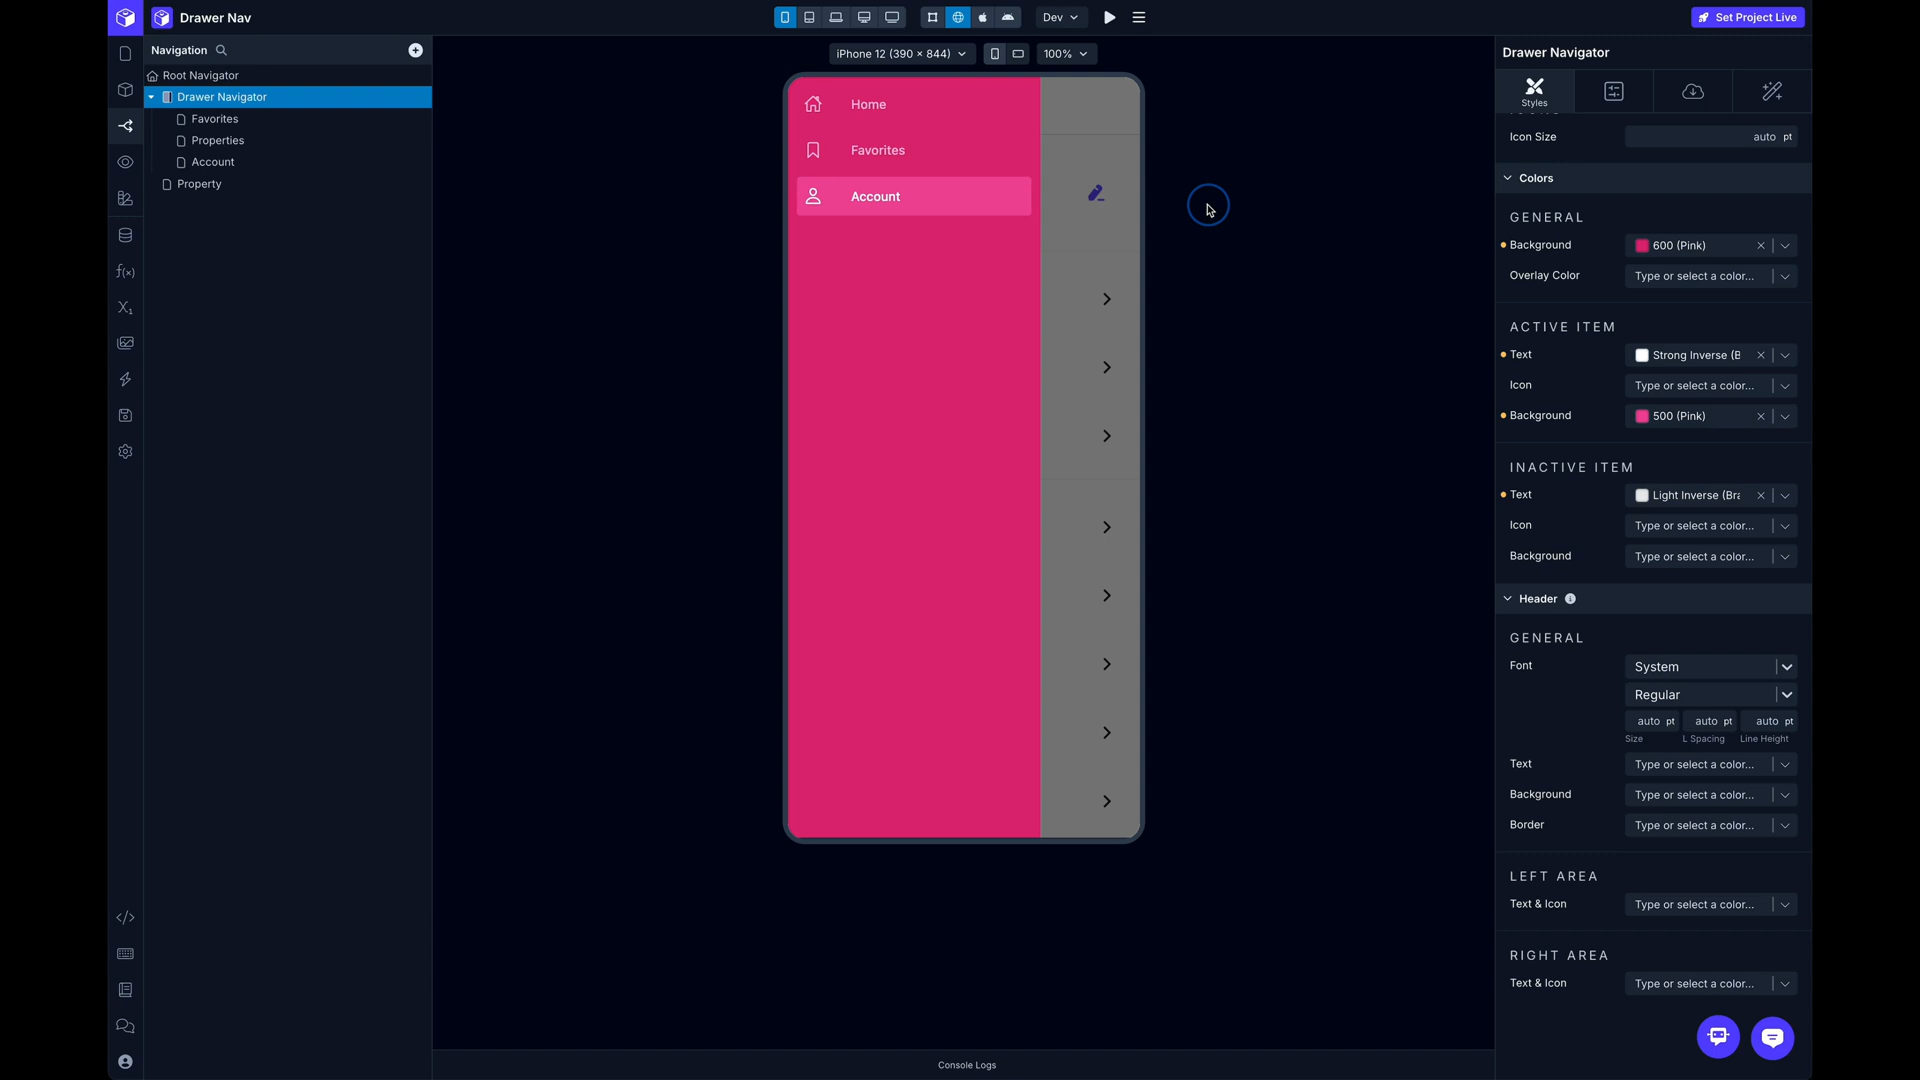 Drawer Nav
Dev
Set Project Live
Navigation
iPhone 12 (390 × 844)
100%
Drawer Navigator
Root Navigator
Drawer Navigator
Favorites
Properties
Account
Property
Home
Favorites
Account
Styles
Icon Size auto pt
Colors
GENERAL
Background 600 (Pink)
Overlay Color Type or select a color...
ACTIVE ITEM
Text Strong Inverse (B
Icon Type or select a color...
Background 500 (Pink)
INACTIVE ITEM
Text Light Inverse (Bra
Icon Type or select a color...
Background Type or select a color...
Header
GENERAL
Font System
Regular
auto pt auto pt auto pt
Size L Spacing Line Height
Text Type or select a color...
Background Type or select a color...
Border Type or select a color...
LEFT AREA
Text & Icon Type or select a color...
RIGHT AREA
Text & Icon Type or select a color...
Console Logs